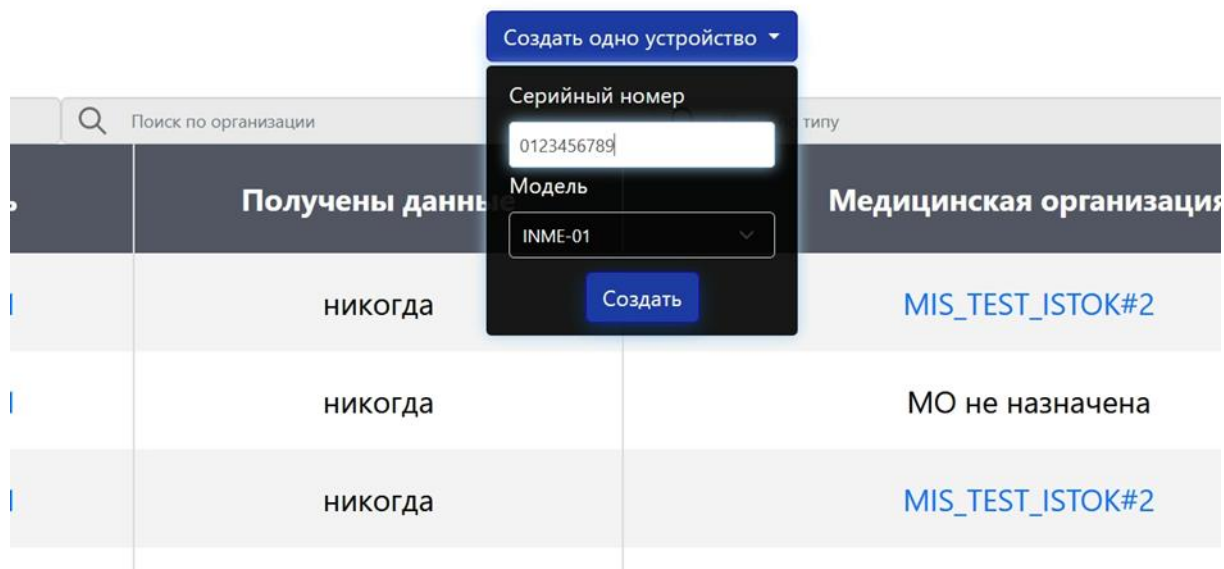 Создать одно устройство
Серийный номер
Поиск по организации
типу
0123456789
Модель
Получены данные
Медицинская организация
INME-01
Создать
никогда
MIS_TEST_ISTOK#2
никогда
МО не назначена
никогда
MIS_TEST_ISTOK#2